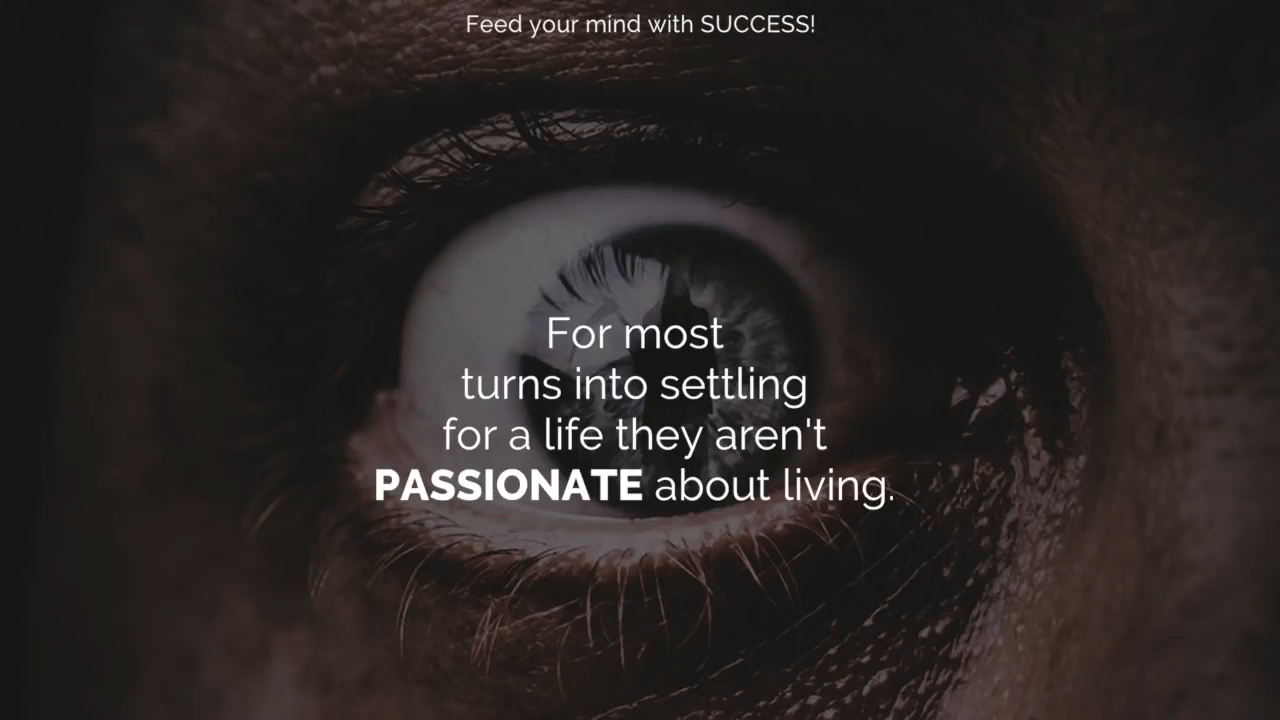 Feed your mind with SUCCESS!
For most
turns into settling
for a life they aren't
PASSIONATE about living.